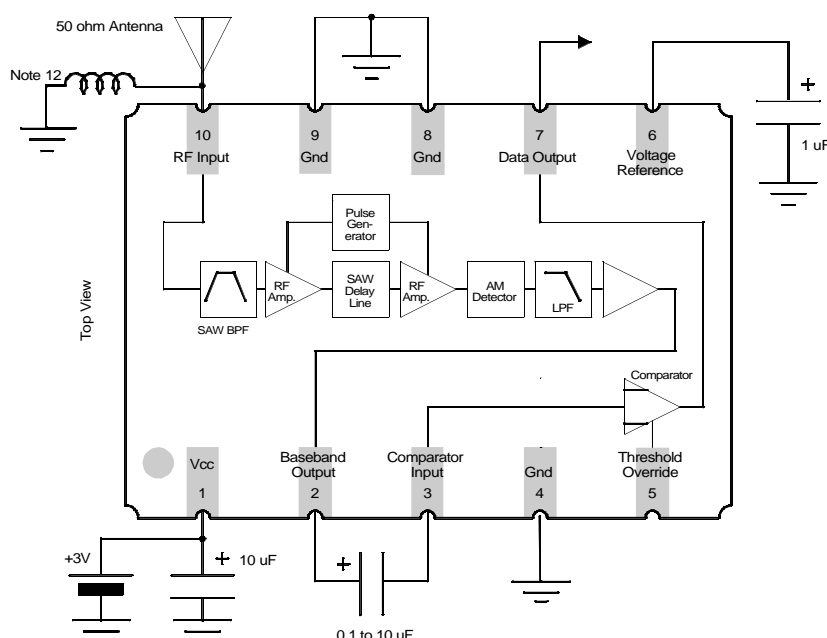 50 ohm Antenna
Note 12
10
RF Input
9
Gnd
8
Gnd
7
Data Output
6
Voltage
Reference
+
1 uF
Pulse
Gen-
erator
RF
Amp.
SAW
Delay
Line
RF
Amp.
AM
Detector
LPF
SAW BPF
Top View
Comparator
Vcc
1
Baseband
Output
2
Comparator
Input
3
Gnd
4
Threshold
Override
5
+3V
+
10 uF
+
0.1 to 10 uF